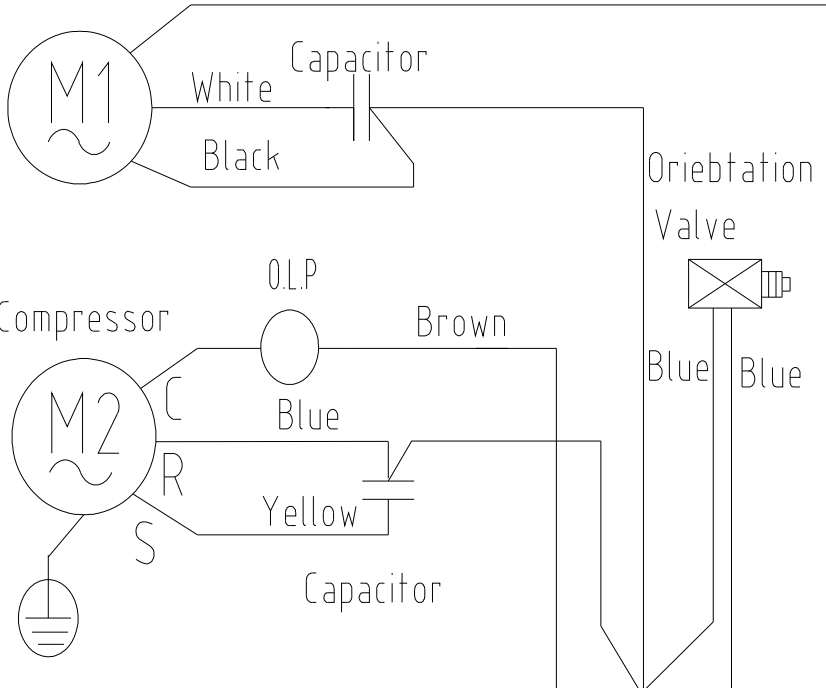 Capacitor
M1
White
Black
Oriebtation
Valve
O.L.P
Compressor
Brown
Blue
Blue
C
M2
Blue
R
Yellow
S
Capacitor